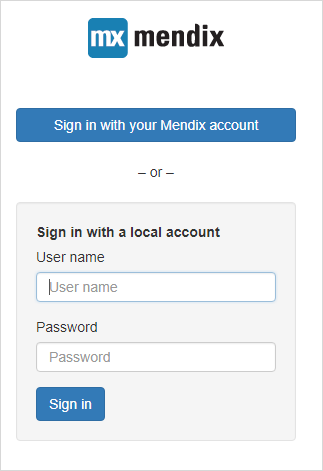 mx mendix
Sign in with your Mendix account
– or –
Sign in with a local account
User name
User name
Password
Password
Sign in